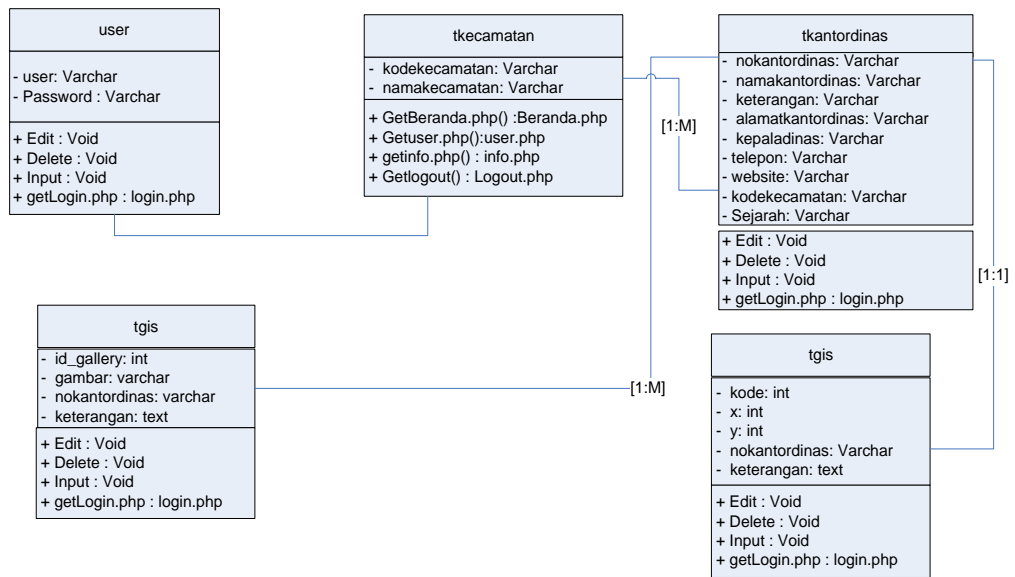 user
- user: Varchar
- Password : Varchar
+ Edit : Void
+ Delete : Void
+ Input : Void
+ getLogin.php : login.php
tkecamatan
- kodekecamatan: Varchar
- namakecamatan: Varchar
+ GetBeranda.php() :Beranda.php
+ Getuser.php():user.php
+ getinfo.php() : info.php
+ Getlogout() : Logout.php
[1:M]
tkantordinas
- nokantordinas: Varchar
- namakantordinas: Varchar
- keterangan: Varchar
- alamatkantordinas: Varchar
- kepaladinas: Varchar
- telepon: Varchar
- website: Varchar
- kodekecamatan: Varchar
- Sejarah: Varchar
+ Edit : Void
+ Delete : Void
+ Input : Void
+ getLogin.php : login.php
[1:1]
tgis
- id_gallery: int
- gambar: varchar
- nokantordinas: varchar
- keterangan: text
+ Edit : Void
+ Delete : Void
+ Input : Void
+ getLogin.php : login.php
[1:M]
tgis
- kode: int
- x: int
- y: int
- nokantordinas: Varchar
- keterangan: text
+ Edit : Void
+ Delete : Void
+ Input : Void
+ getLogin.php : login.php